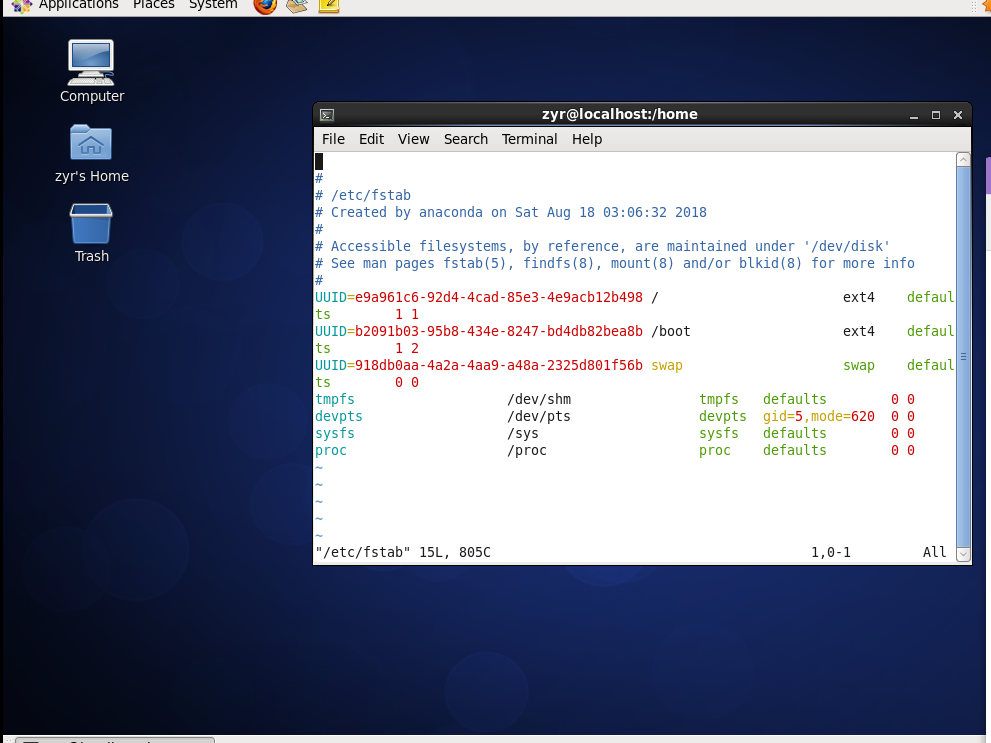 Applications Places System
Computer
zyr's Home
Trash
zyr@localhost:/home
File Edit View Search Terminal Help
#
# /etc/fstab
# Created by anaconda on Sat Aug 18 03:06:32 2018
#
# Accessible filesystems, by reference, are maintained under '/dev/disk'
# See man pages fstab(5), findfs(8), mount(8) and/or blkid(8) for more info
#
UUID=e9a961c6-92d4-4cad-85e3-4e9acb12b498 / ext4 defaul
ts 1 1
UUID=b2091b03-95b8-434e-8247-bd4db82bea8b /boot ext4 defaul
ts 1 2
UUID=918db0aa-4a2a-4aa9-a48a-2325d801f56b swap swap defaul
ts 0 0
tmpfs /dev/shm tmpfs defaults 0 0
devpts /dev/pts devpts gid=5,mode=620 0 0
sysfs /sys sysfs defaults 0 0
proc /proc proc defaults 0 0
~
~
~
~
~
"/etc/fstab" 15L, 805C 1,0-1 All